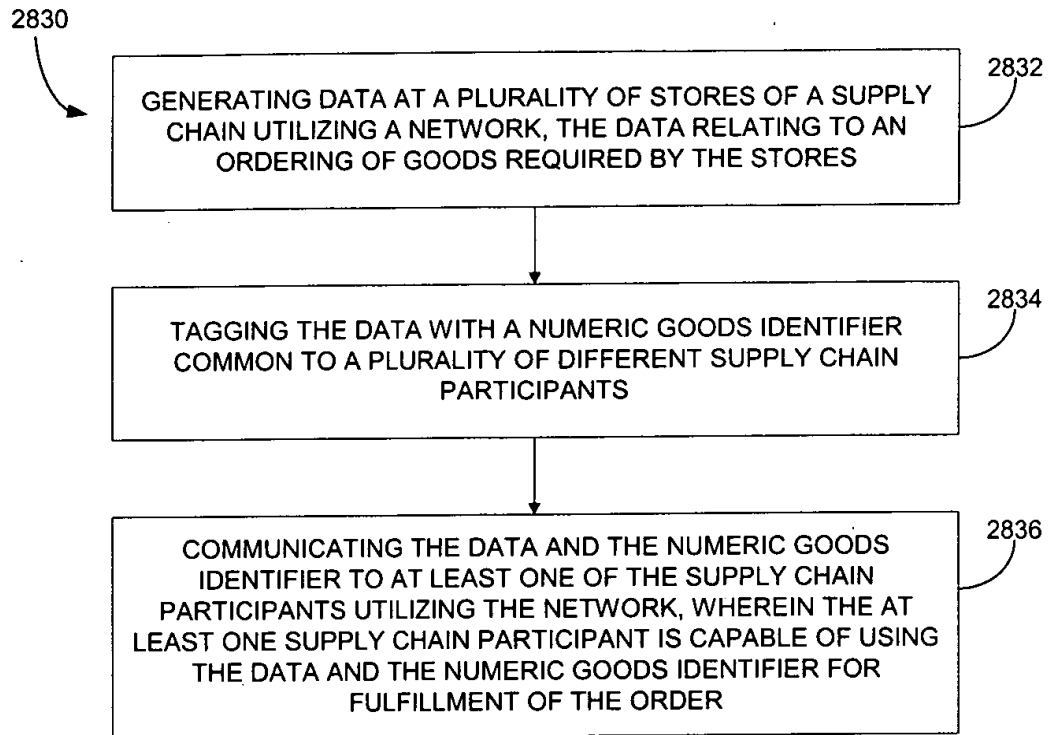 2830
2832
GENERATING DATA AT A PLURALITY OF STORES OF A SUPPLY
CHAIN UTILIZING A NETWORK, THE DATA RELATING TO AN
ORDERING OF GOODS REQUIRED BY THE STORES
2834
TAGGING THE DATA WITH A NUMERIC GOODS IDENTIFIER
COMMON TO A PLURALITY OF DIFFERENT SUPPLY CHAIN
PARTICIPANTS
2836
COMMUNICATING THE DATA AND THE NUMERIC GOODS
IDENTIFIER TO AT LEAST ONE OF THE SUPPLY CHAIN
PARTICIPANTS UTILIZING THE NETWORK, WHEREIN THE AT
LEAST ONE SUPPLY CHAIN PARTICIPANT IS CAPABLE OF USING
THE DATA AND THE NUMERIC GOODS IDENTIFIER FOR
FULFILLMENT OF THE ORDER